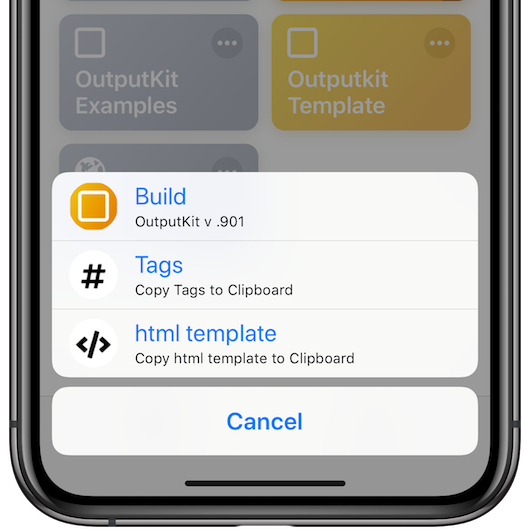 OutputKit
Examples
Outputkit
Template
Build
OutputKit v .901
#
Tags
Copy Tags to Clipboard
</>
html template
Copy html template to Clipboard
Cancel